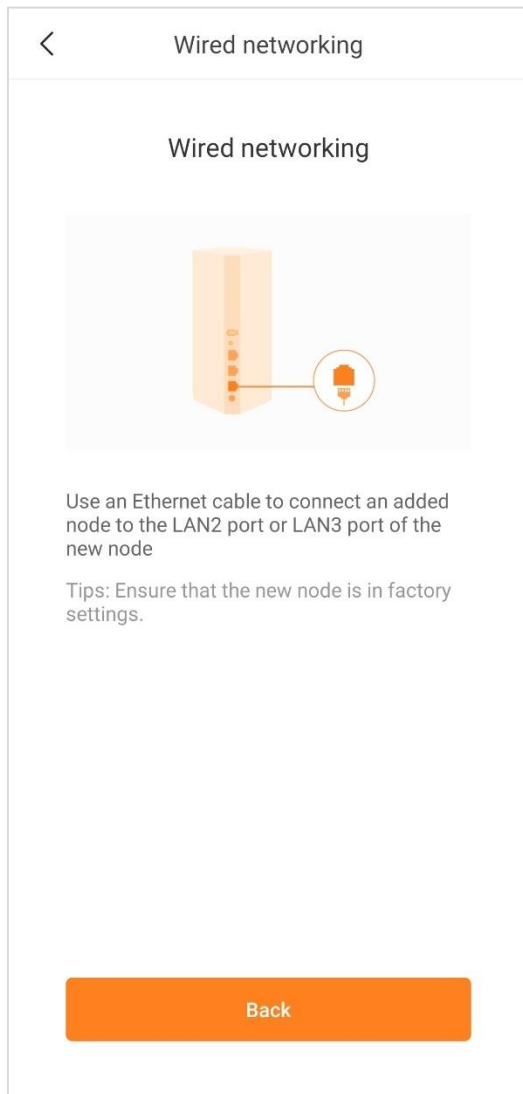 Wired networking
Wired networking
Use an Ethernet cable to connect an added
node to the LAN2 port or LAN3 port of the
new node
Tips: Ensure that the new node is in factory
settings.
Back